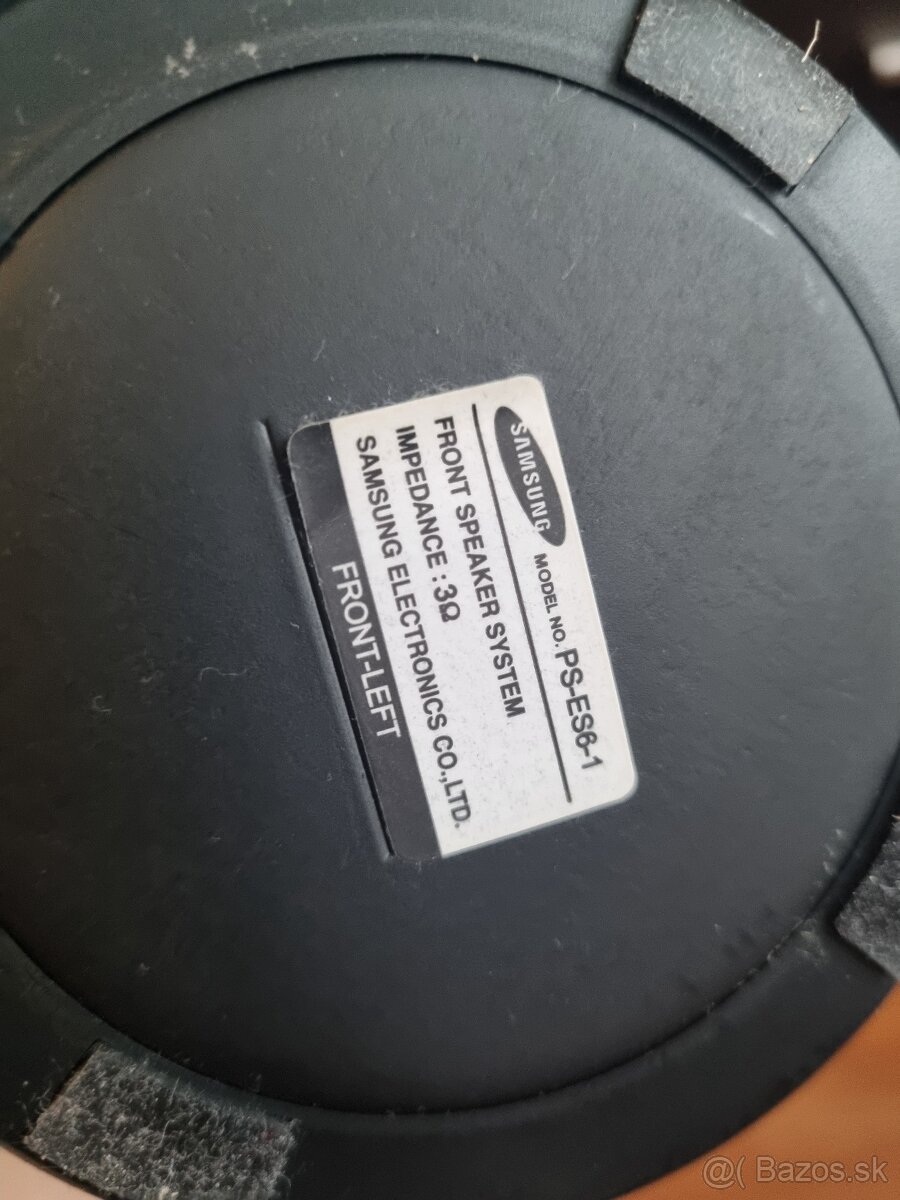 SAMSUNG MODEL NO. PS-ES6-1
FRONT SPEAKER SYSTEM
IMPEDANCE : 3Ω
SAMSUNG ELECTRONICS CO.,LTD.
FRONT-LEFT
@( Bazos.sk